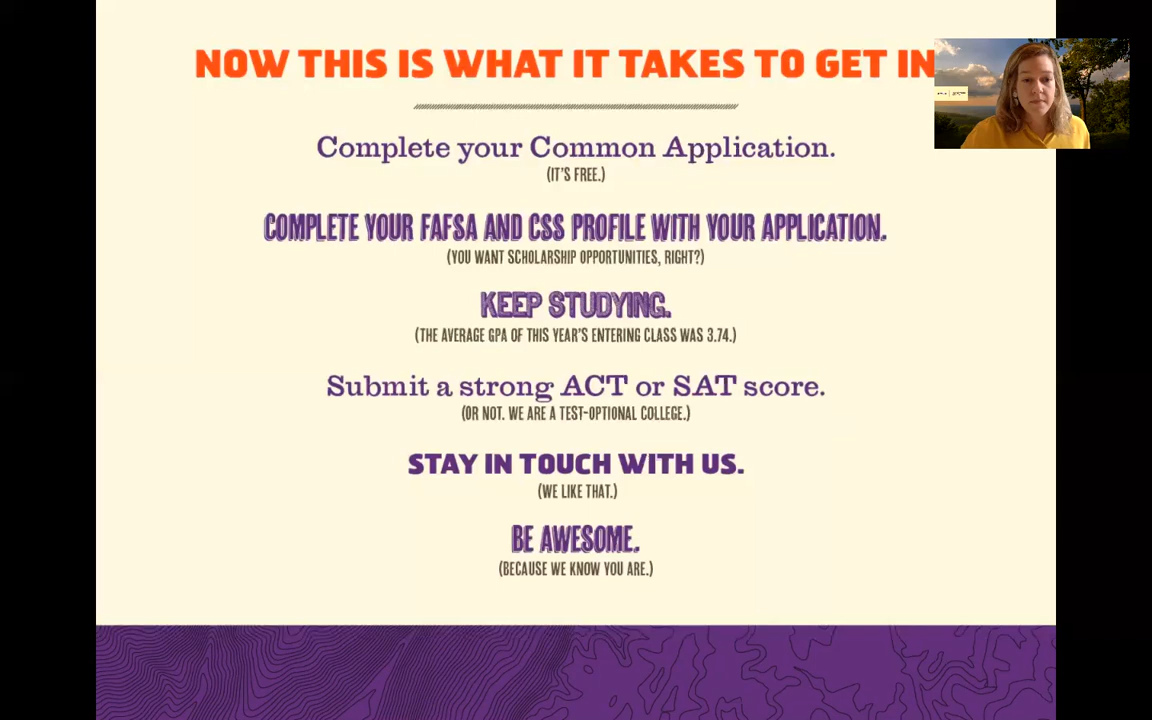 NOW THIS IS WHAT IT TAKES TO GET IN
Complete your Common Application.
(IT'S FREE.)
COMPLETE YOUR FAFSA AND CSS PROFILE WITH YOUR APPLICATION.
(YOU WANT SCHOLARSHIP OPPORTUNITIES, RIGHT?)
KEEP STUDYING.
(THE AVERAGE GPA OF THIS YEAR'S ENTERING CLASS WAS 3.74.)
Submit a strong ACT or SAT score.
(OR NOT. WE ARE A TEST-OPTIONAL COLLEGE.)
STAY IN TOUCH WITH US.
(WE LIKE THAT.)
BE AWESOME.
(BECAUSE WE KNOW YOU ARE.)